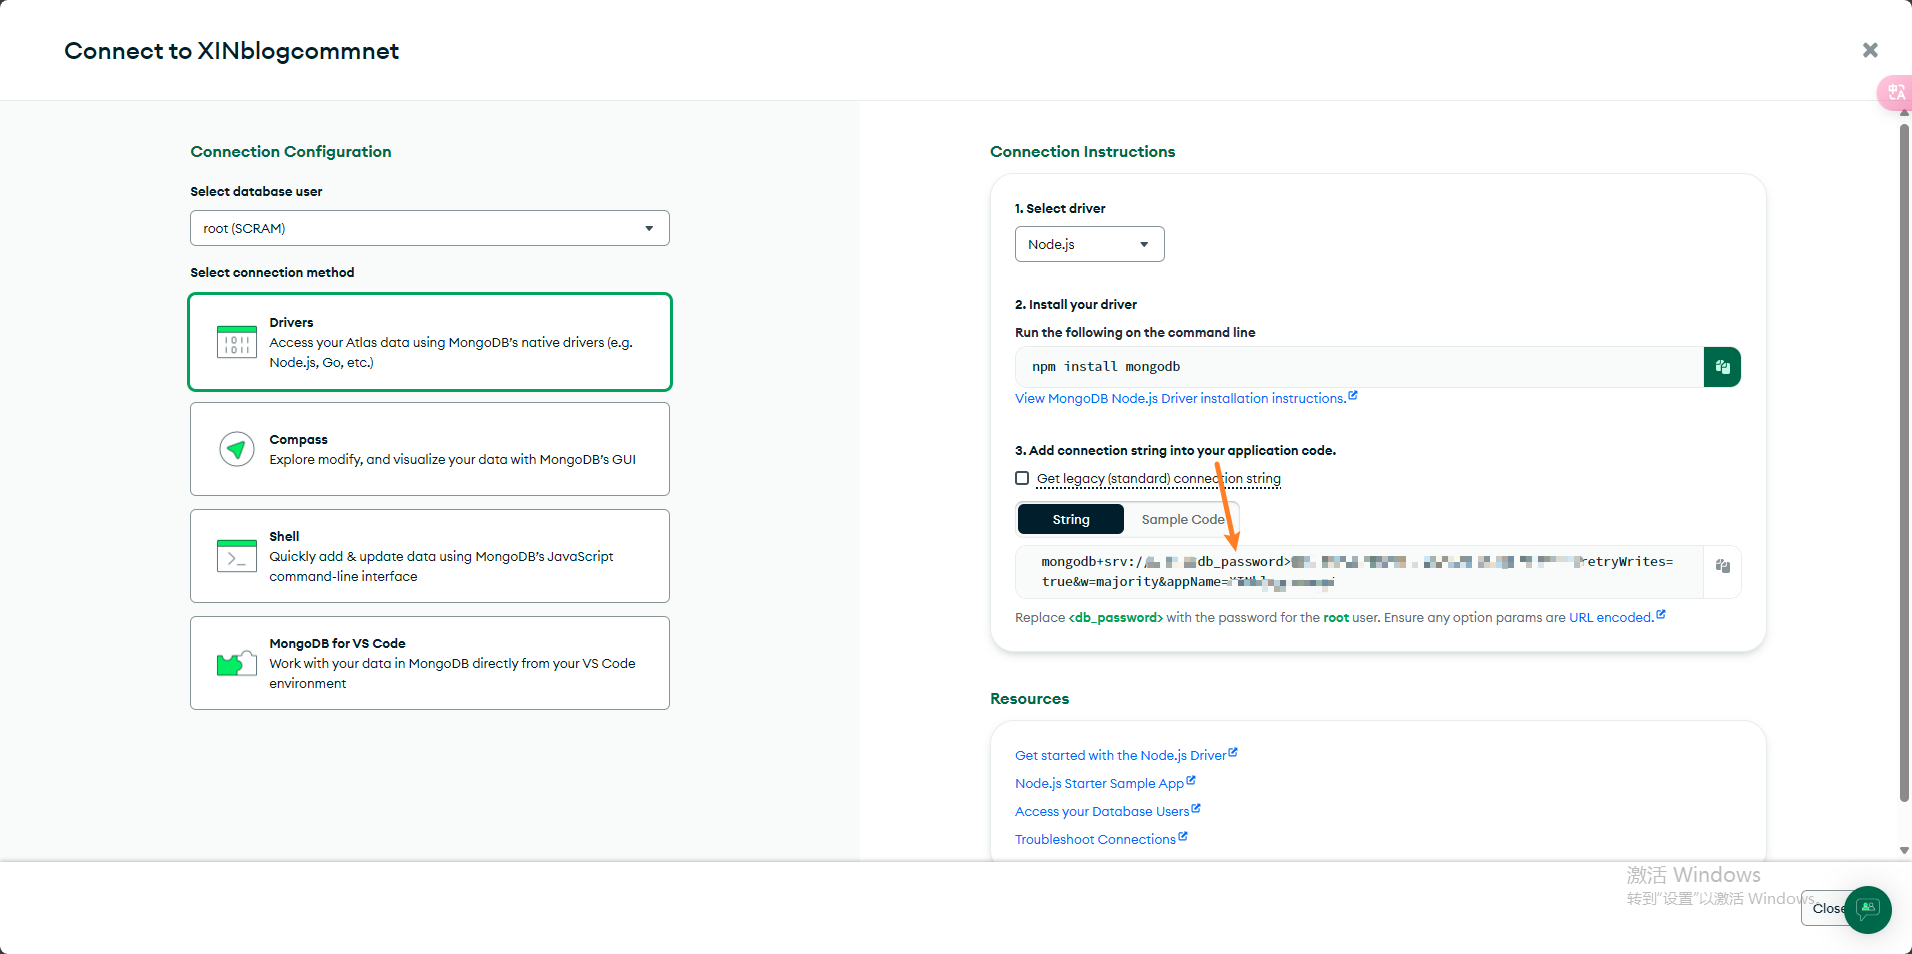 Connect to XINblogcommnet
Connection Configuration
Select database user
root (SCRAM)
Select connection method
Drivers
Access your Atlas data using MongoDB's native drivers (e.g.
Node.js, Go, etc.)
Compass
Explore modify, and visualize your data with MongoDB's GUI
Shell
Quickly add & update data using MongoDB's JavaScript
command-line interface
MongoDB for VS Code
Work with your data in MongoDB directly from your VS Code
environment
Connection Instructions
1. Select driver
Node.js
2. Install your driver
Run the following on the command line
npm install mongodb
View MongoDB Node.js Driver installation instructions.
3. Add connection string into your application code.
Get legacy (standard) connection string
String
Sample Code
mongodb+srv:// db_password> retryWrites=
true&w=majority&appName=
Replace <db_password> with the password for the root user. Ensure any option params are URL encoded.
Resources
Get started with the Node.js Driver
Node.js Starter Sample App
Access your Database Users
Troubleshoot Connections
激活 Windows
转到"设置"以激活 Windows。
Close